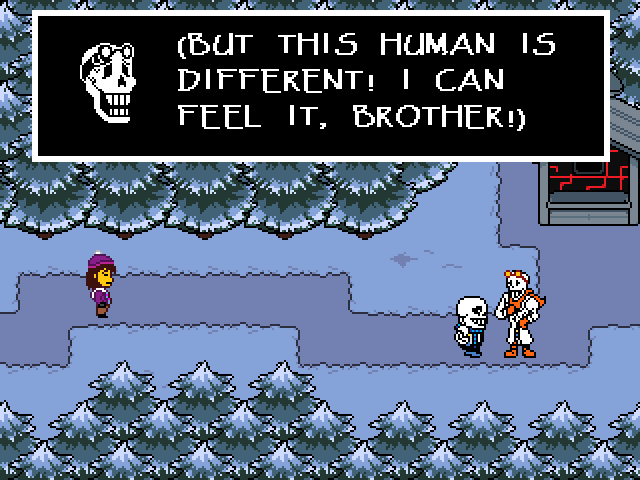 (BUT THIS HUMAN IS
DIFFERENT! I CAN
FEEL IT, BROTHER!)